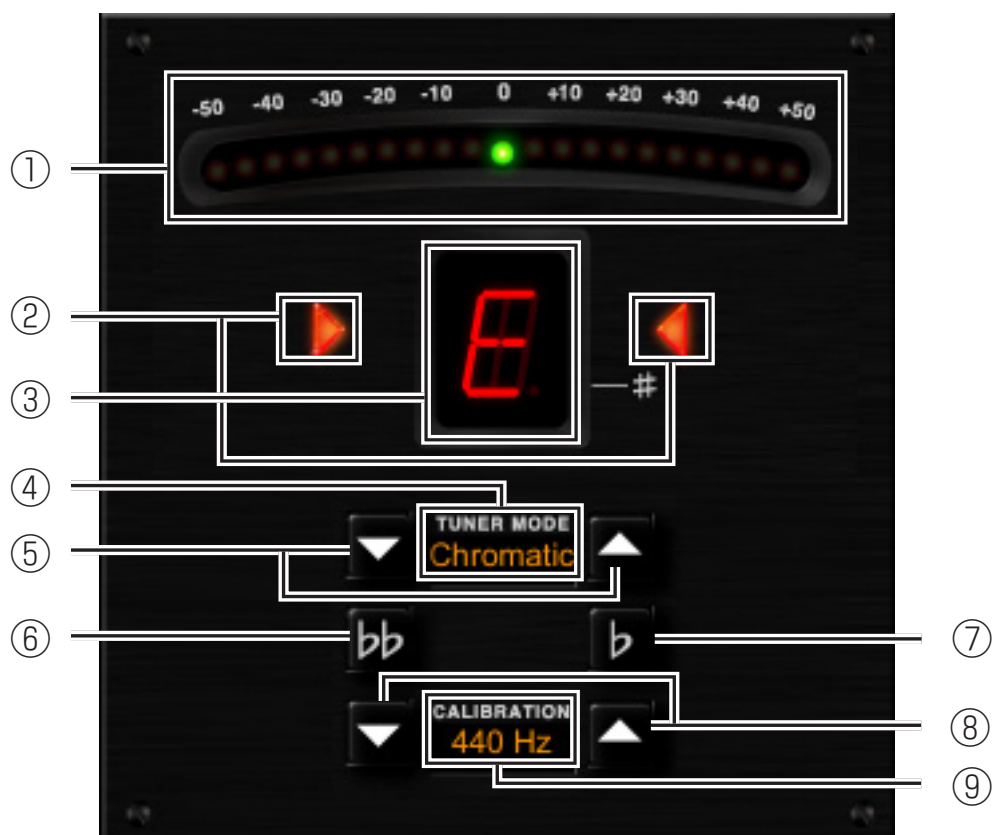 -50 -40 -30 -20 -10 0 +10 +20 +30 +40 +50
①
②
E
③
#
④
TUNER MODE
Chromatic
⑤
⑥
♭♭
♭
⑦
CALIBRATION
440 Hz
⑧
⑨